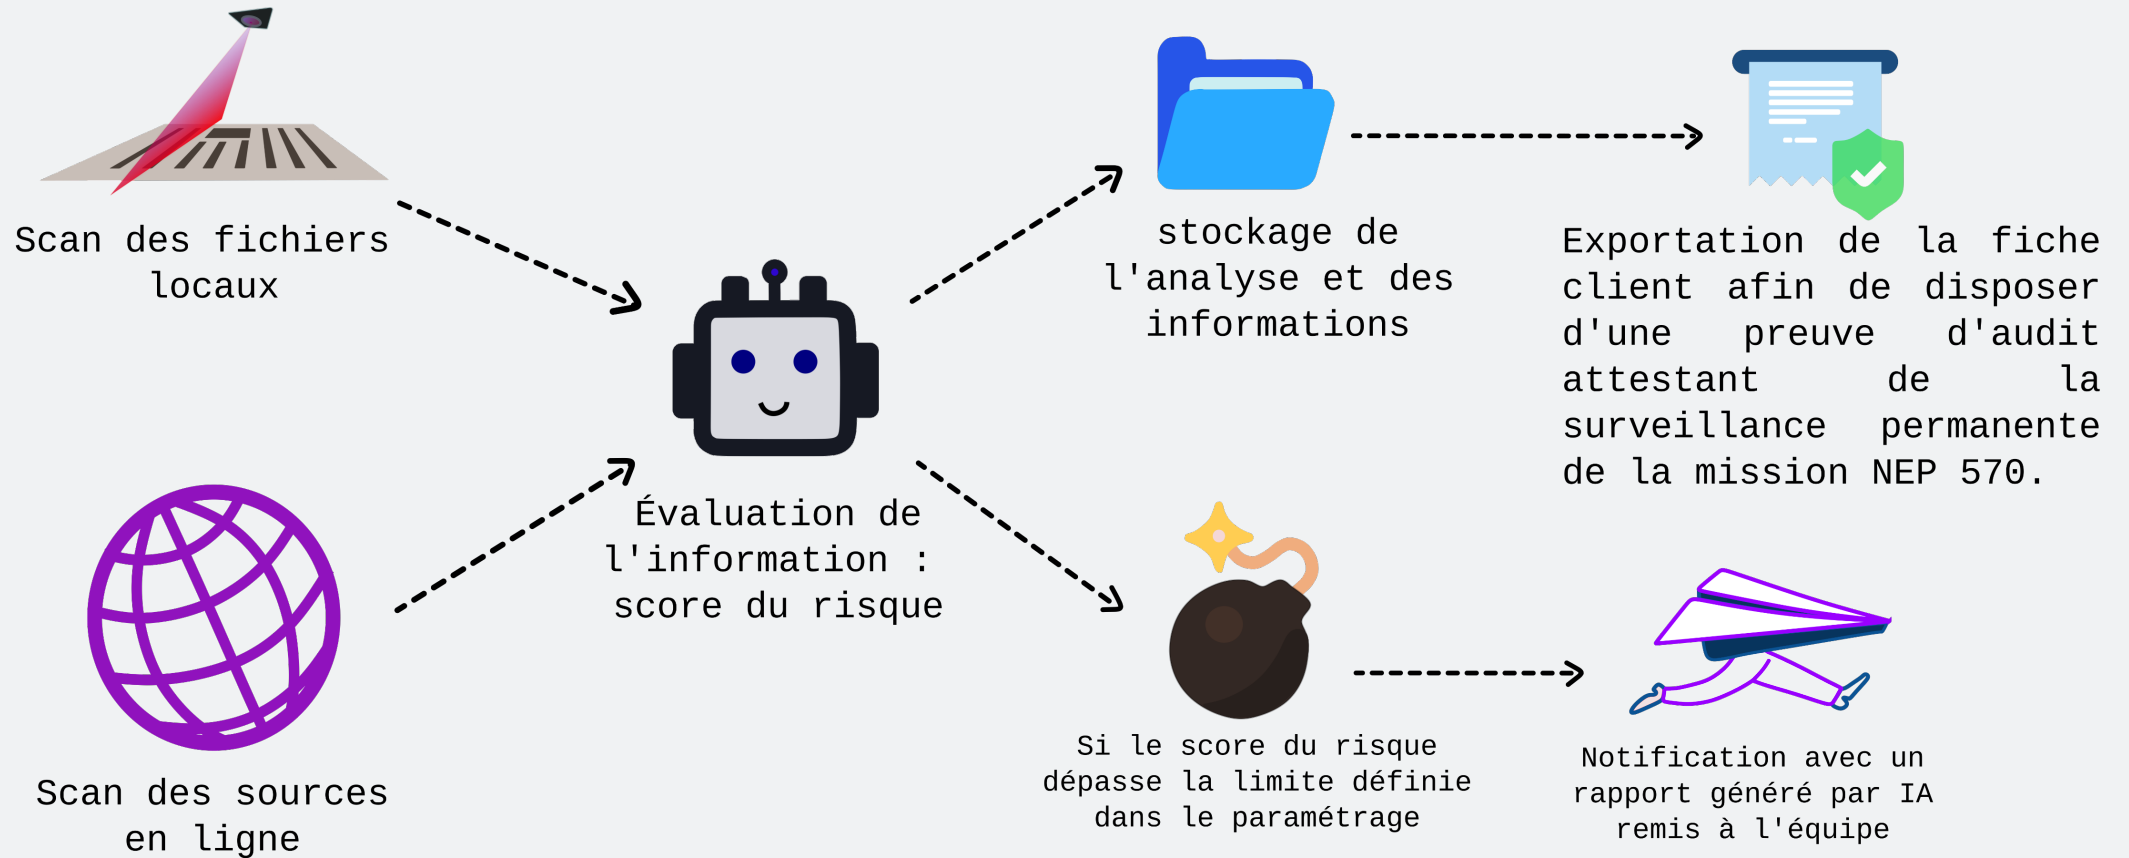 Scan des fichiers
locaux
Scan des sources
en ligne
Évaluation de
l'information :
score du risque
stockage de
l'analyse et des
informations
Exportation de la fiche
client afin de disposer
d'une preuve d'audit
attestant de la
surveillance permanente
de la mission NEP 570.
Si le score du risque
dépasse la limite définie
dans le paramétrage
Notification avec un
rapport généré par IA
remis à l'équipe